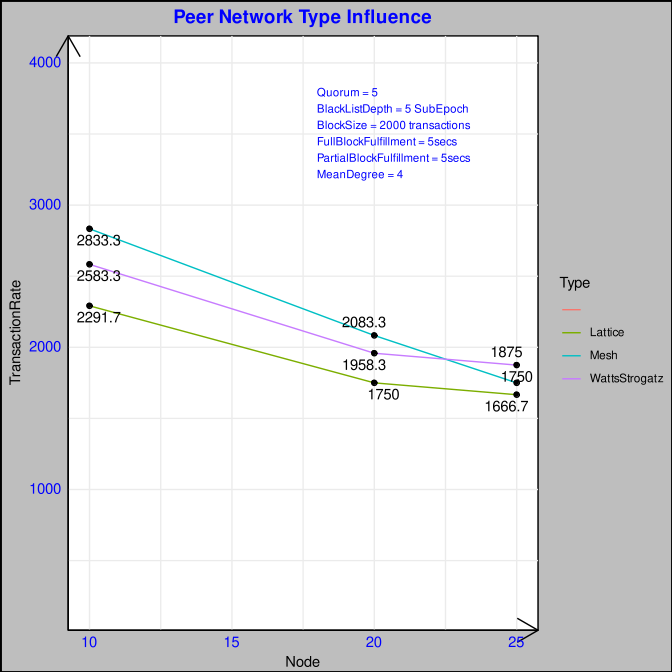 Peer Network Type Influence
4000
Quorum = 5
BlackListDepth = 5 SubEpoch
BlockSize = 2000 transactions
FullBlockFulfillment = 5secs
PartialBlockFulfillment = 5secs
MeanDegree = 4
3000
2833.3
2583.3
2291.7
2083.3
1958.3
1750
1875
1750
1666.7
2000
1000
TransactionRate
10
15
20
25
Node
Type
Lattice
Mesh
WattsStrogatz